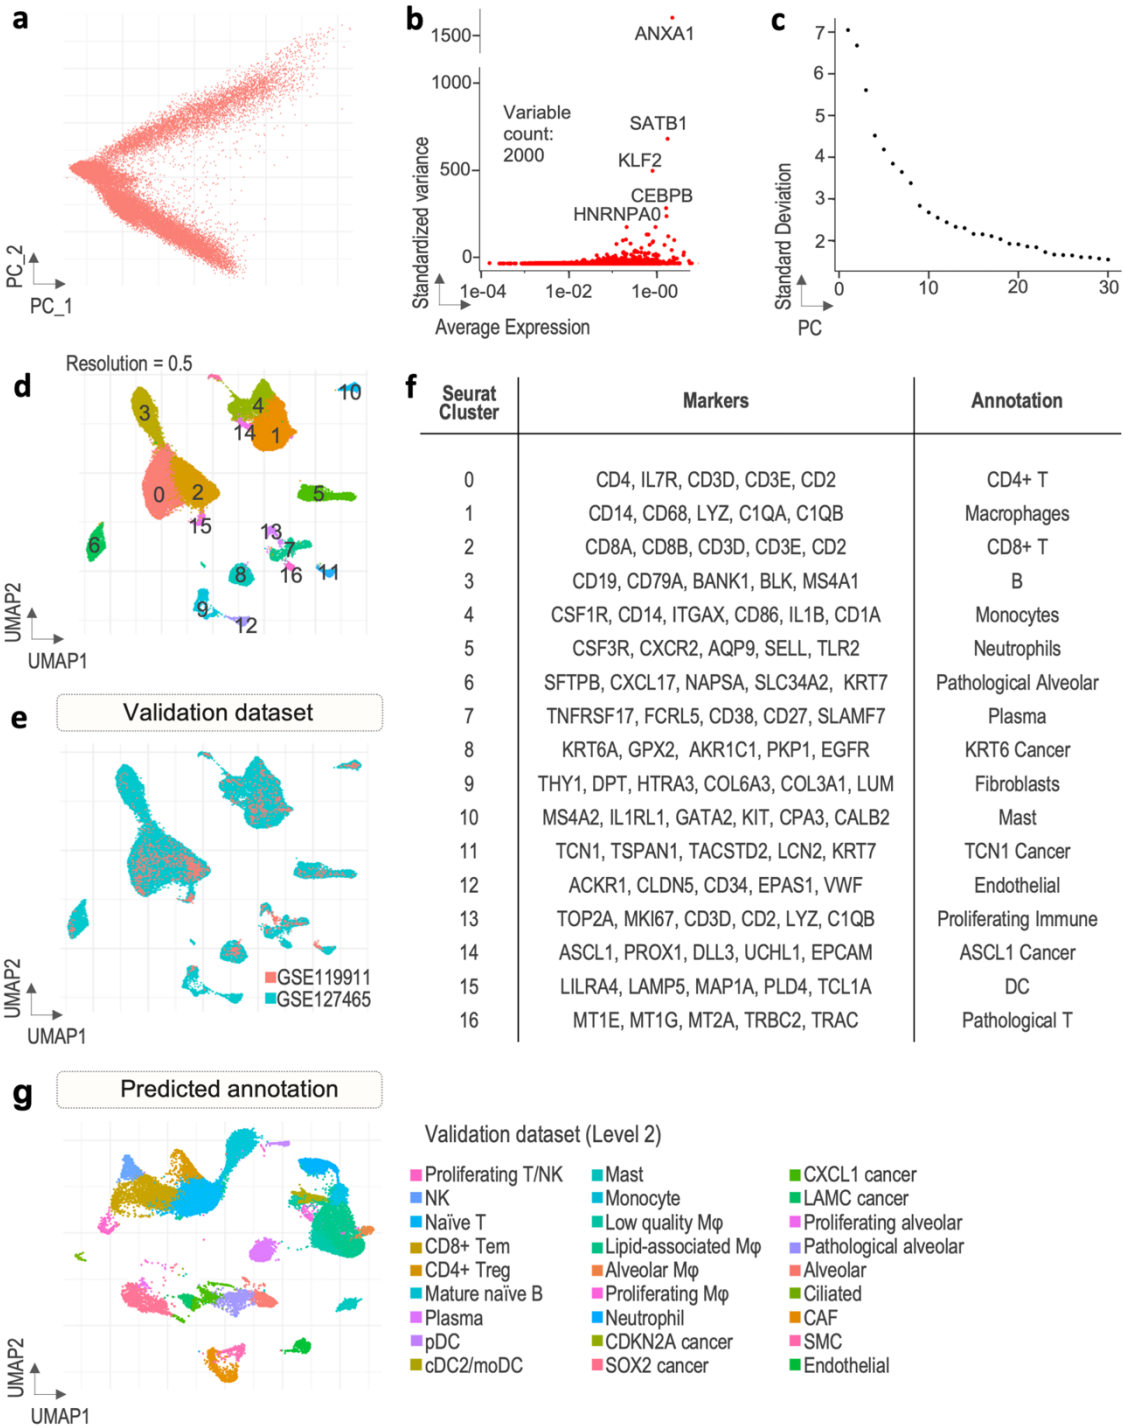 a
PC_2
PC_1
b
1500
1000
500
0
ANXA1
Variable
count:
2000
SATB1
KLF2
CEBPB
HNRNPA0
1e-04
1e-02
1e-00
Standardized variance
Average Expression
c
7
6
5
4
3
2
0
10
20
30
Standard Deviation
PC
d
Resolution = 0.5
10
3
4
14
1
0
2
5
15
13
6
7
8
16
11
9
12
UMAP2
UMAP1
e
Validation dataset
GSE119911
GSE127465
UMAP2
UMAP1
f
Seurat Cluster Markers Annotation
0 CD4, IL7R, CD3D, CD3E, CD2 CD4+ T
1 CD14, CD68, LYZ, C1QA, C1QB Macrophages
2 CD8A, CD8B, CD3D, CD3E, CD2 CD8+ T
3 CD19, CD79A, BANK1, BLK, MS4A1 B
4 CSF1R, CD14, ITGAX, CD86, IL1B, CD1A Monocytes
5 CSF3R, CXCR2, AQP9, SELL, TLR2 Neutrophils
6 SFTPB, CXCL17, NAPSA, SLC34A2, KRT7 Pathological Alveolar
7 TNFRSF17, FCRL5, CD38, CD27, SLAMF7 Plasma
8 KRT6A, GPX2, AKR1C1, PKP1, EGFR KRT6 Cancer
9 THY1, DPT, HTRA3, COL6A3, COL3A1, LUM Fibroblasts
10 MS4A2, IL1RL1, GATA2, KIT, CPA3, CALB2 Mast
11 TCN1, TSPAN1, TACSTD2, LCN2, KRT7 TCN1 Cancer
12 ACKR1, CLDN5, CD34, EPAS1, VWF Endothelial
13 TOP2A, MKI67, CD3D, CD2, LYZ, C1QB Proliferating Immune
14 ASCL1, PROX1, DLL3, UCHL1, EPCAM ASCL1 Cancer
15 LILRA4, LAMP5, MAP1A, PLD4, TCL1A DC
16 MT1E, MT1G, MT2A, TRBC2, TRAC Pathological T
g
Predicted annotation
UMAP2
UMAP1
Validation dataset (Level 2)
Proliferating T/NK
NK
Naïve T
CD8+ Tem
CD4+ Treg
Mature naïve B
Plasma
pDC
cDC2/moDC
Mast
Monocyte
Low quality Mφ
Lipid-associated Mφ
Alveolar Mφ
Proliferating Mφ
Neutrophil
CDKN2A cancer
SOX2 cancer
CXCL1 cancer
LAMC cancer
Proliferating alveolar
Pathological alveolar
Alveolar
Ciliated
CAF
SMC
Endothelial